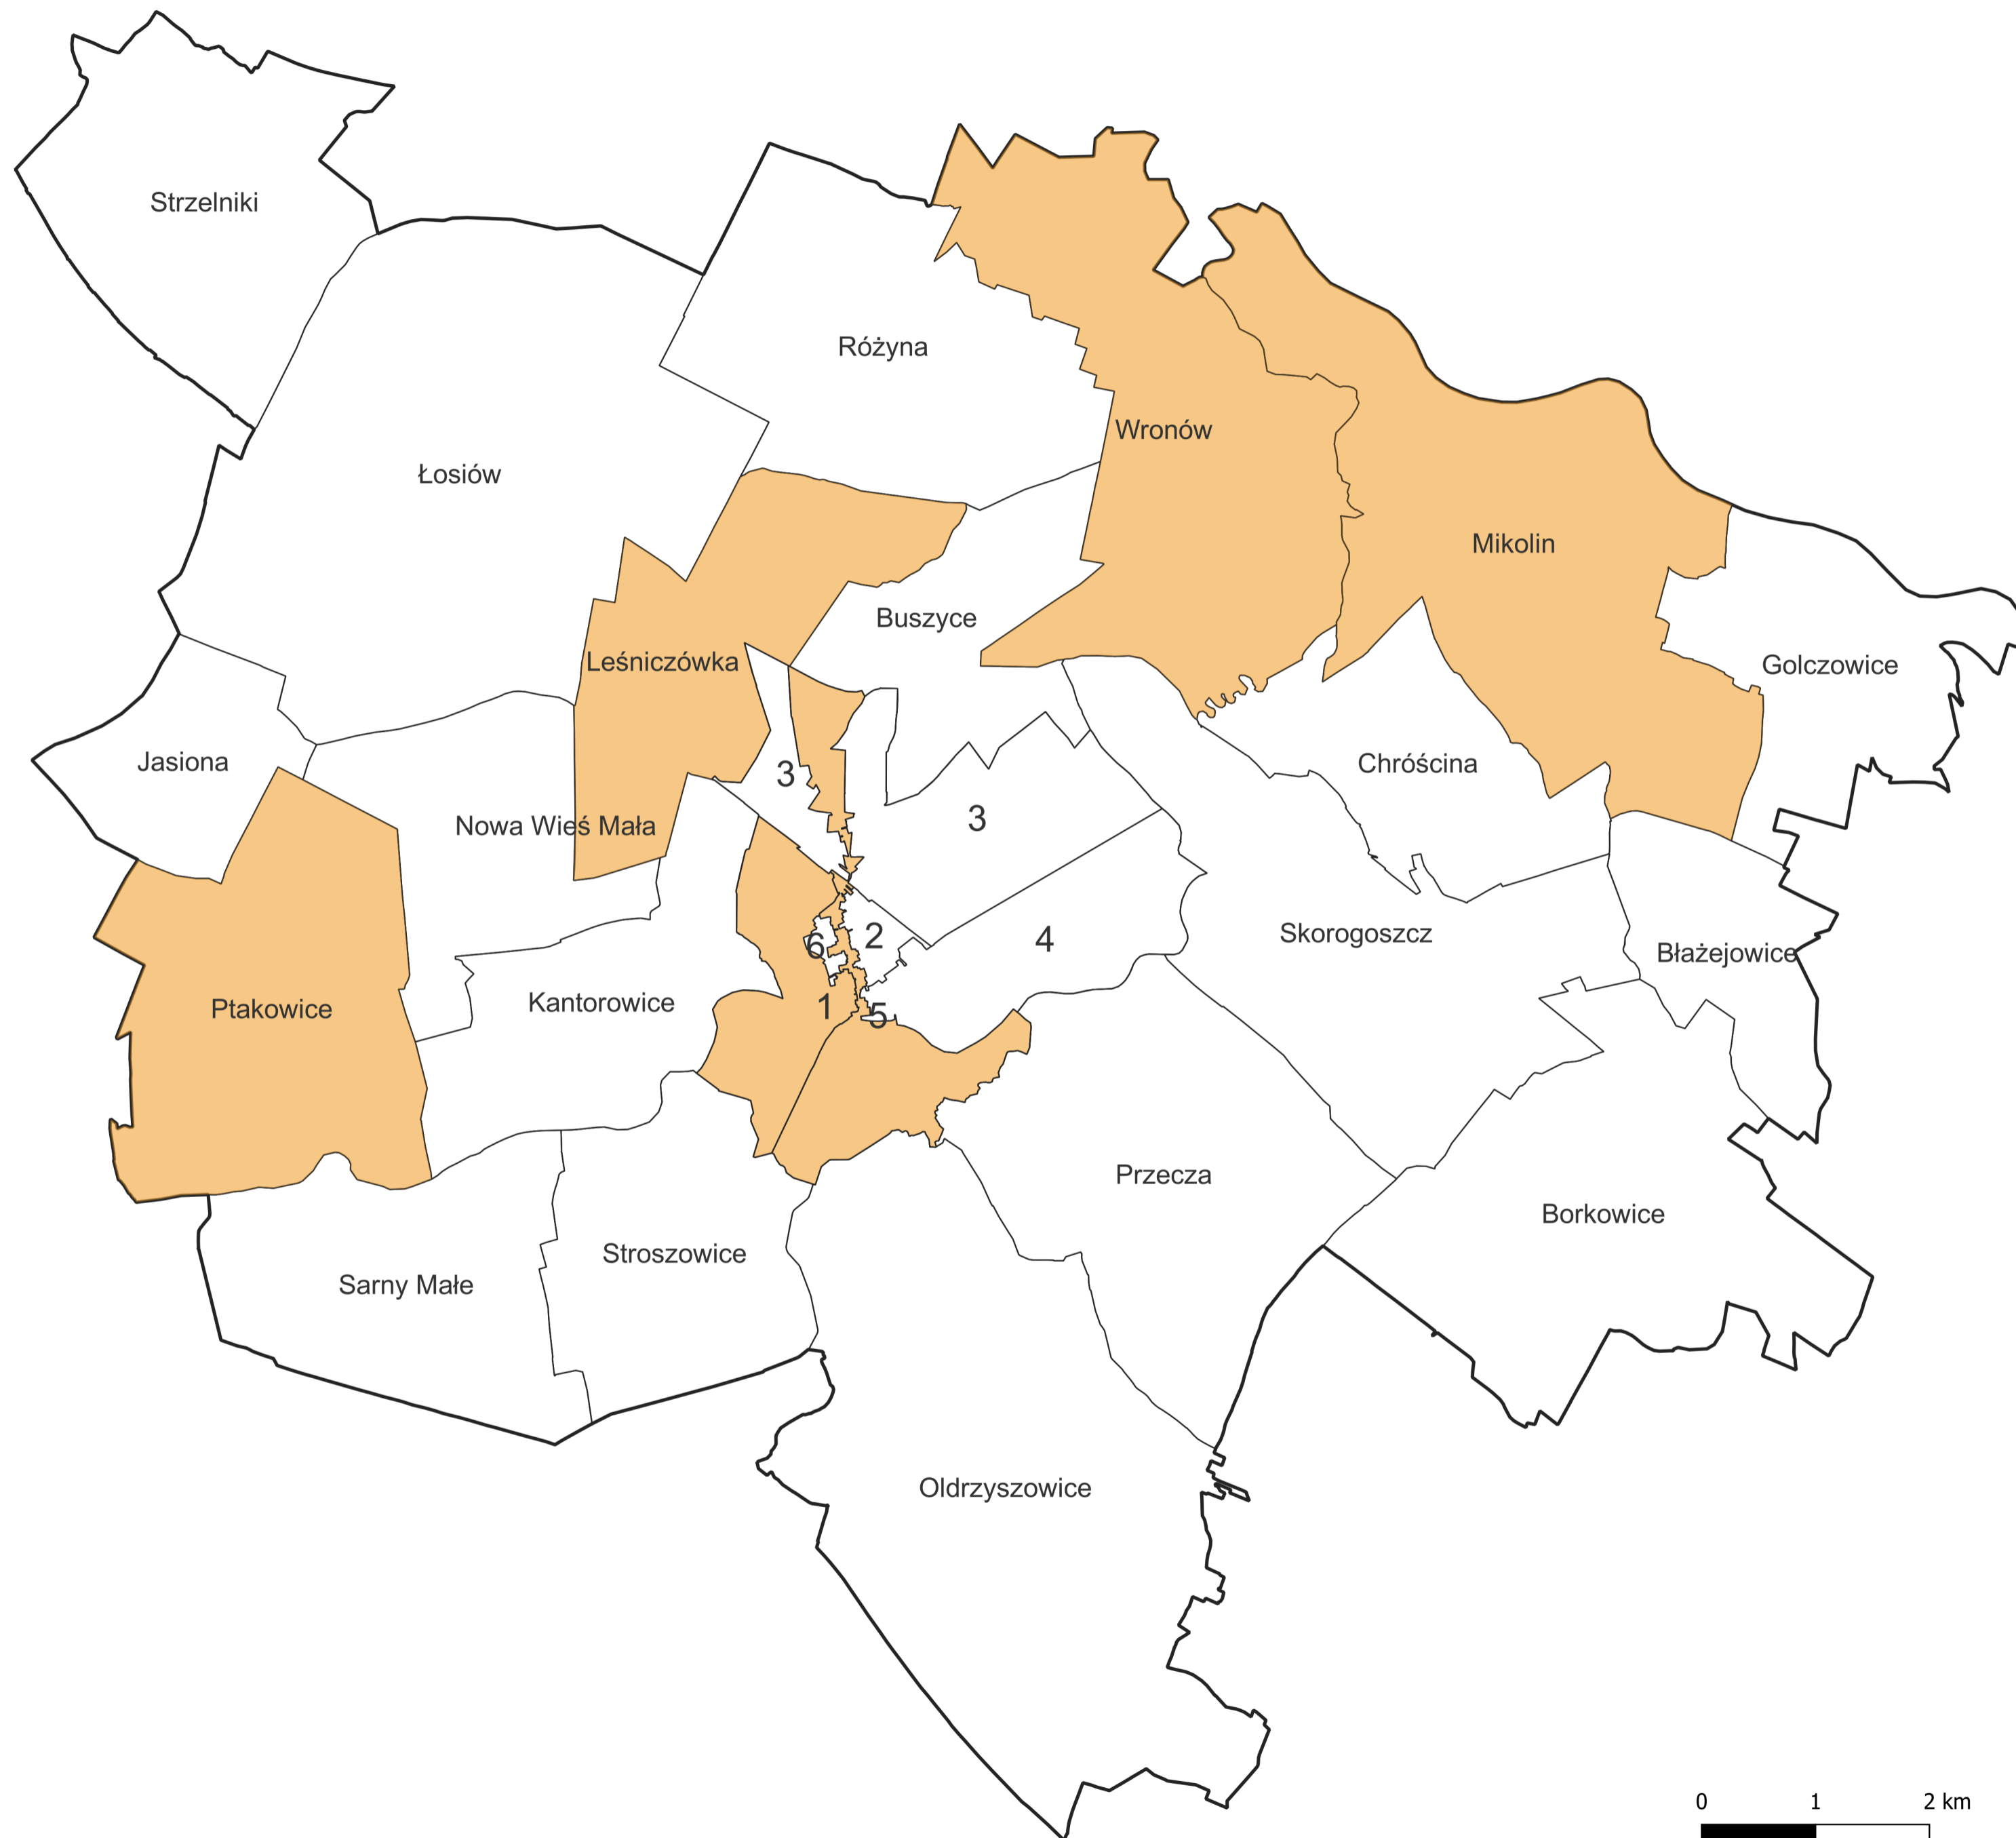 Strzelniki
Różyna
Wronów
Łosiów
Mikolin
Buszyce
Leśniczówka
Golczowice
Jasiona
3
Chróścina
3
Nowa Wieś Mała
2
4
6
Skorogoszcz
Błażejowice
Kantorowice
1
Ptakowice
5
Przecza
Borkowice
Stroszowice
Sarny Małe
Oldrzyszowice
0 1 2 km